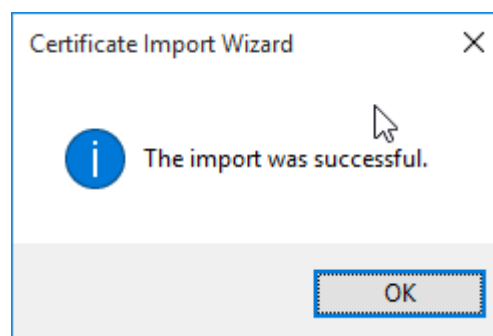 Certificate Import Wizard
The import was successful.
OK